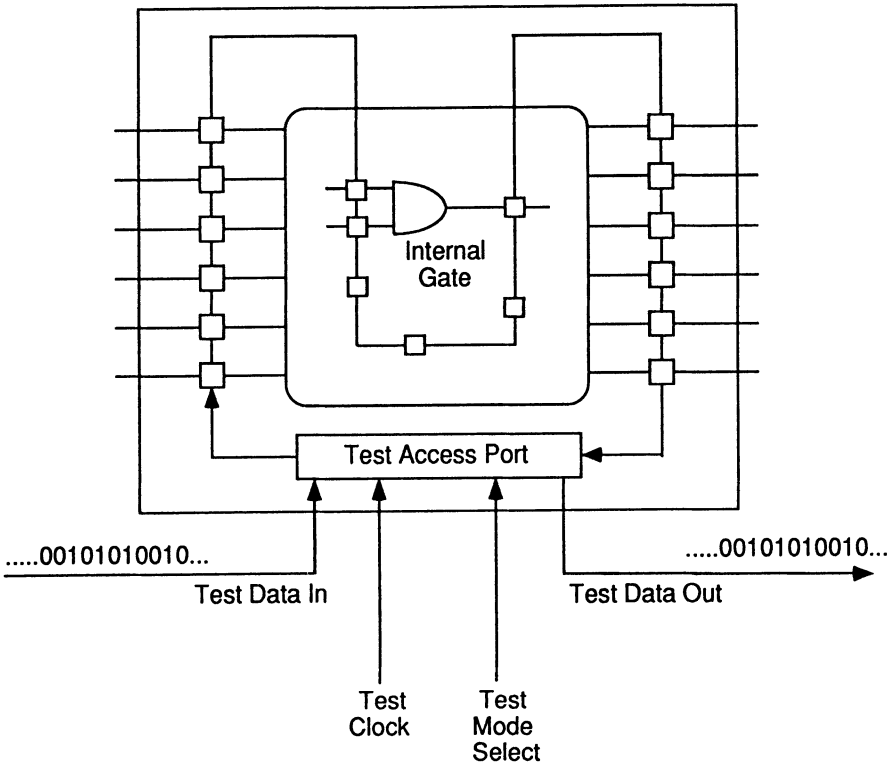 Internal
Gate
Test Access Port
.....00101010010...
.....00101010010...
Test Data In
Test Data Out
Test
Clock
Test
Mode
Select